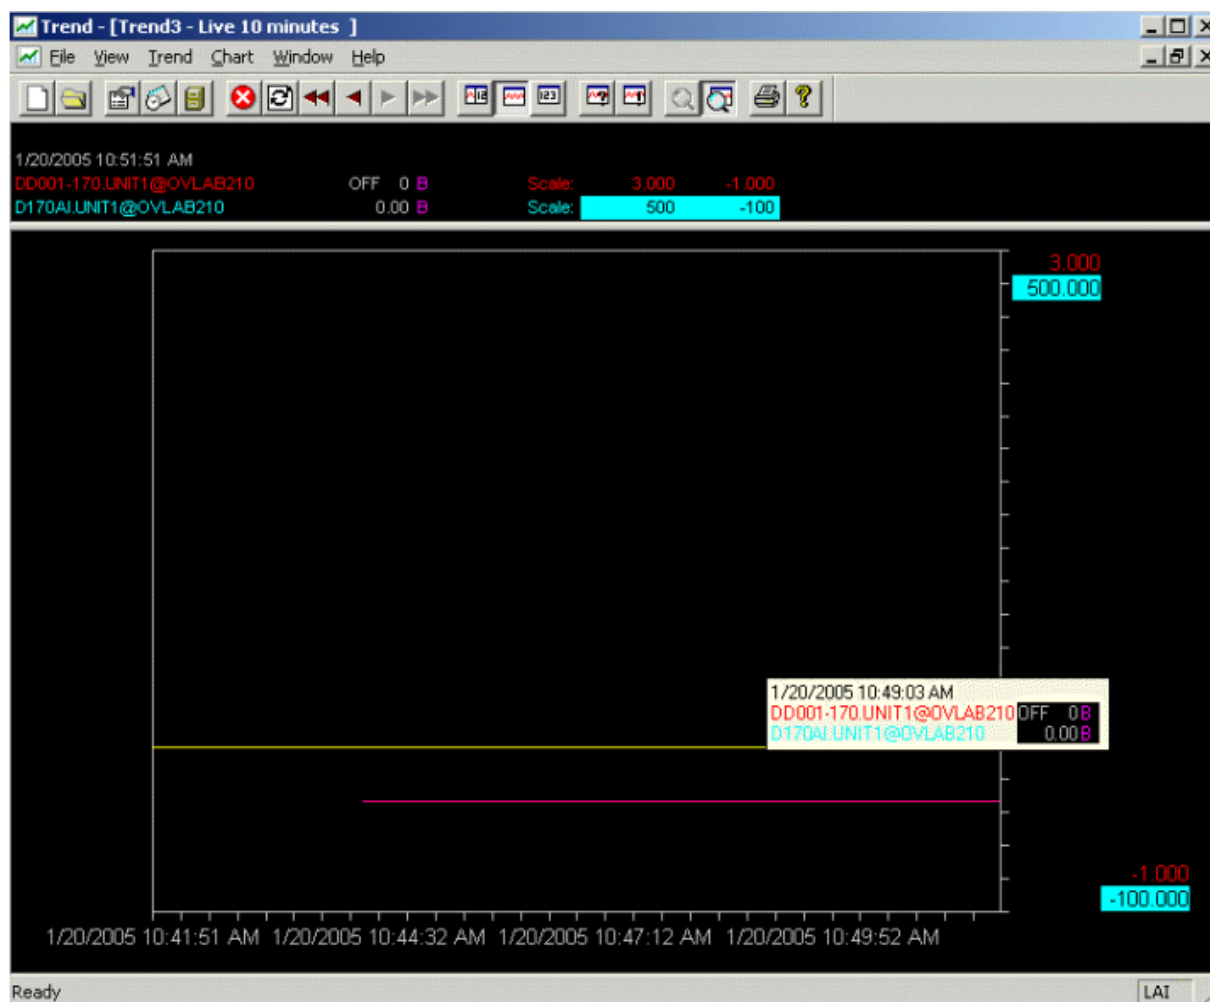 Trend - [Trend3 - Live 10 minutes ]
File View Trend Chart Window Help
1/20/2005 10:51:51 AM
DD001-170.UNIT1@OVLAB210 OFF 0 B Scale: 3.000 -1.000
D170AI.UNIT1@OVLAB210 0.00 B Scale: 500 -100
3.000
500.000
1/20/2005 10:49:03 AM
DD001-170.UNIT1@OVLAB210 OFF 0 B
D170AI.UNIT1@OVLAB210 0.00 B
-1.000
-100.000
1/20/2005 10:41:51 AM 1/20/2005 10:44:32 AM 1/20/2005 10:47:12 AM 1/20/2005 10:49:52 AM
Ready LAI